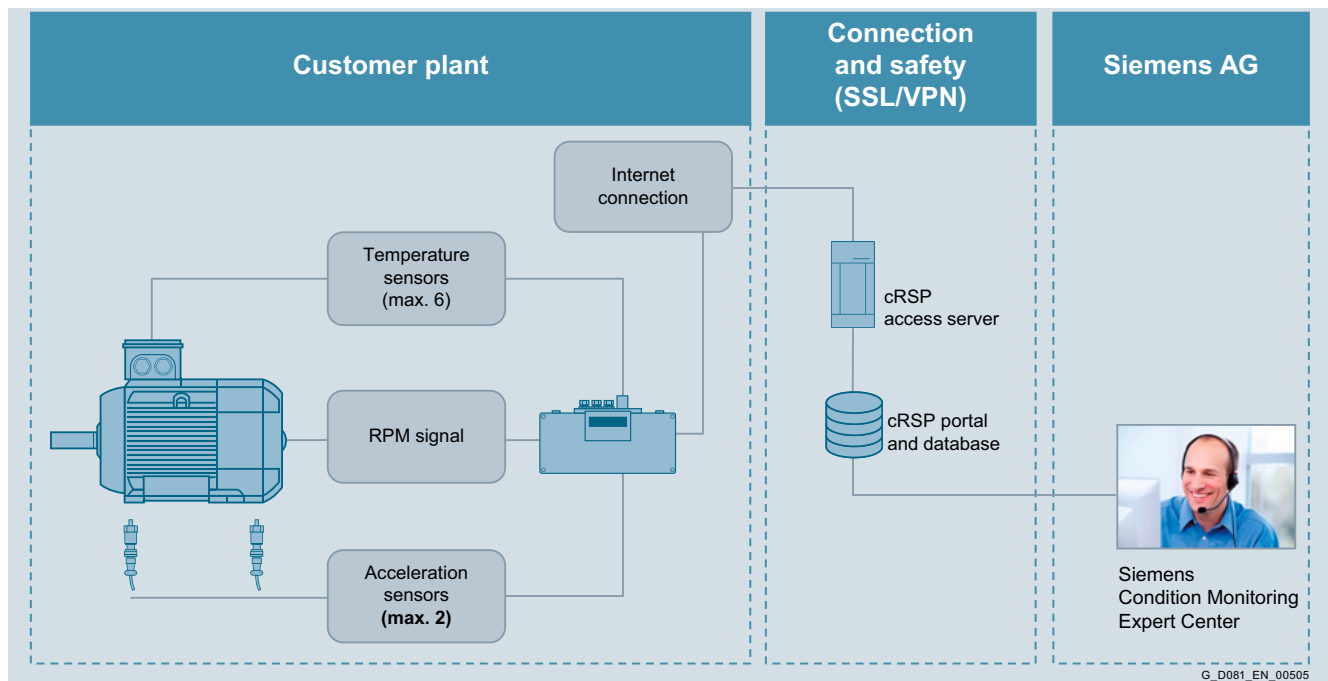 Customer plant
Connection
and safety
(SSL/VPN)
Siemens AG
Internet
connection
Temperature
sensors
(max. 6)
cRSP
access server
RPM signal
cRSP portal
and database
Acceleration
sensors
(max. 2)
Siemens
Condition Monitoring
Expert Center
G_D081_EN_00505